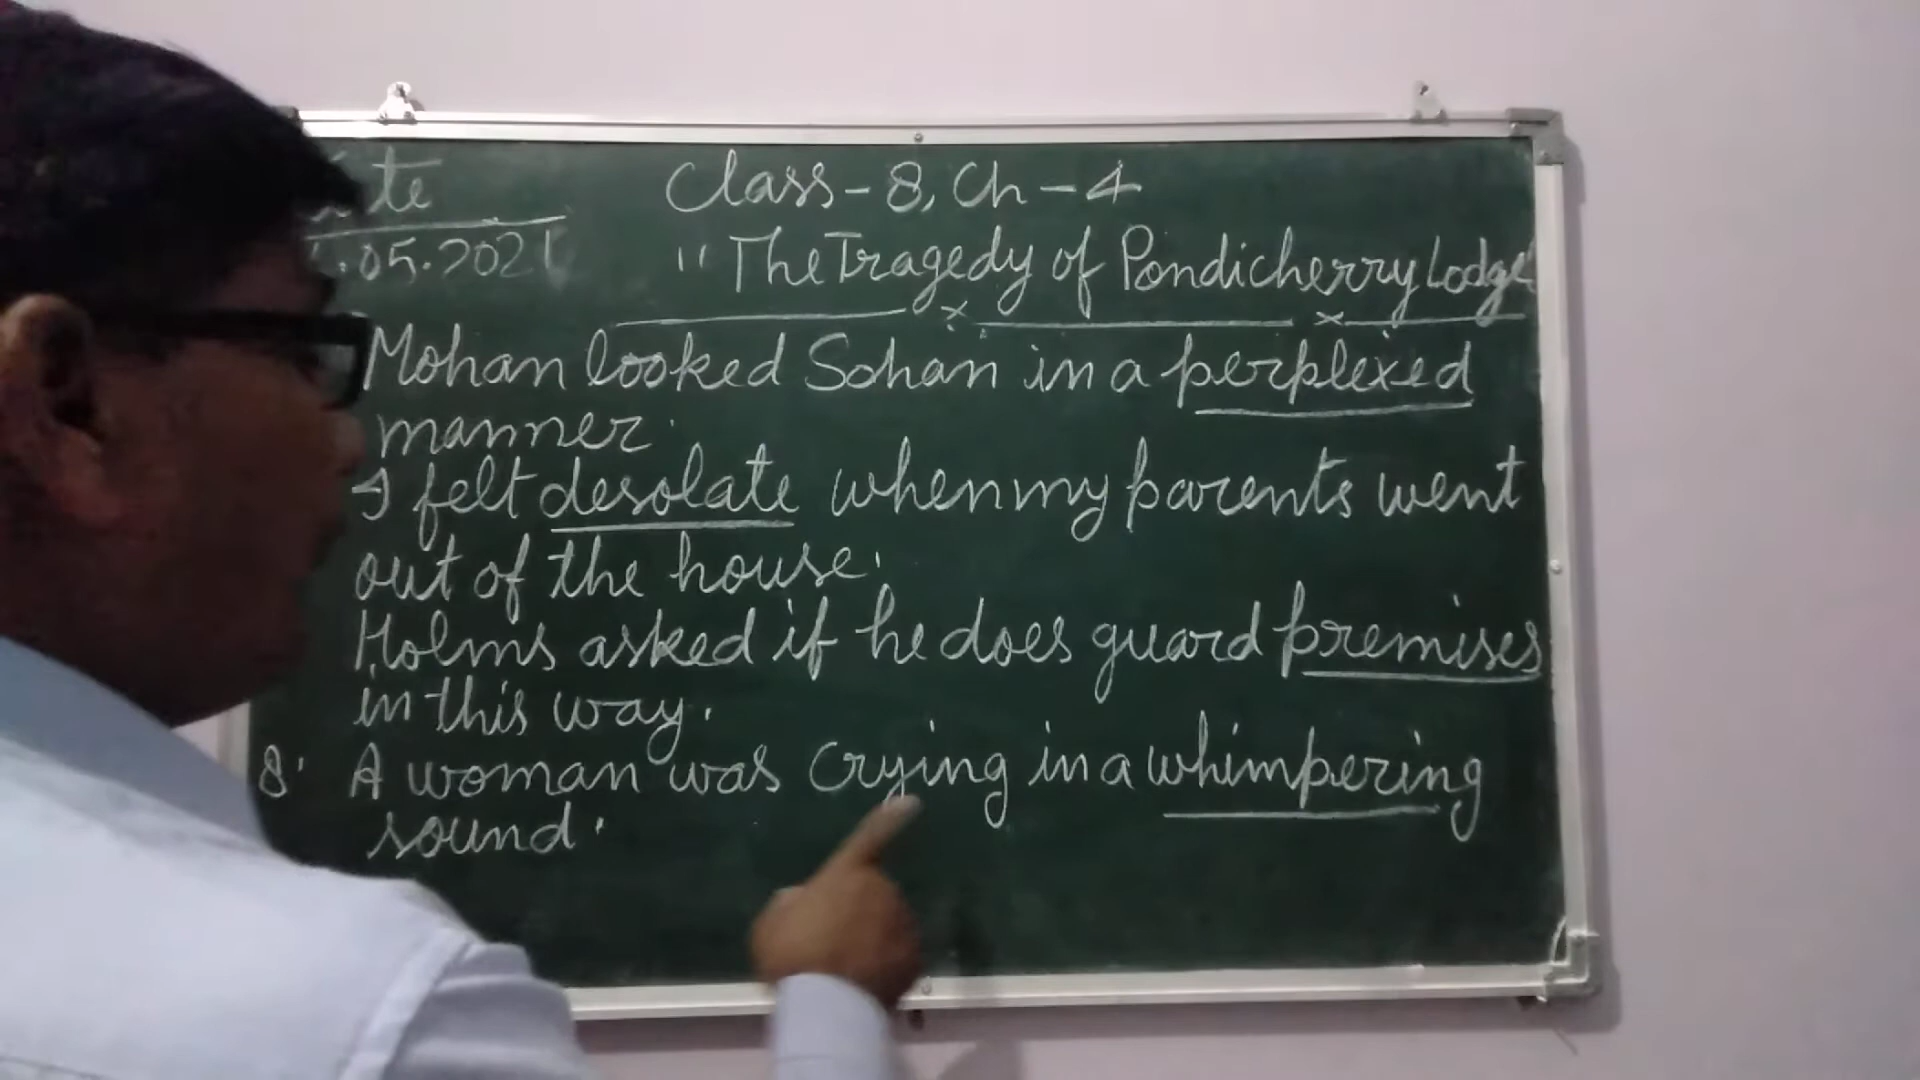 Class-8, Ch-4
.05.2021 "The Tragedy of Pondicherry Lodge"
Mohan looked Sohan in a perplexed
manner.
I felt desolate when my parents went
out of the house.
Holms asked if he does guard premises
in this way.
8. A woman was crying in a whimpering
sound.